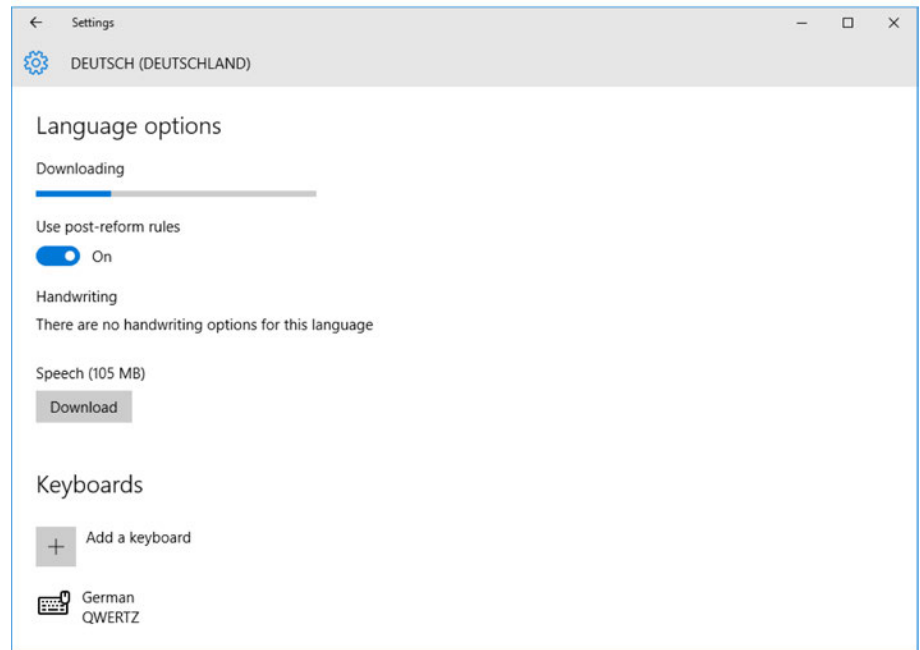 Settings
DEUTSCH (DEUTSCHLAND)
Language options
Downloading
Use post-reform rules
On
Handwriting
There are no handwriting options for this language
Speech (105 MB)
Download
Keyboards
Add a keyboard
German
QWERTZ